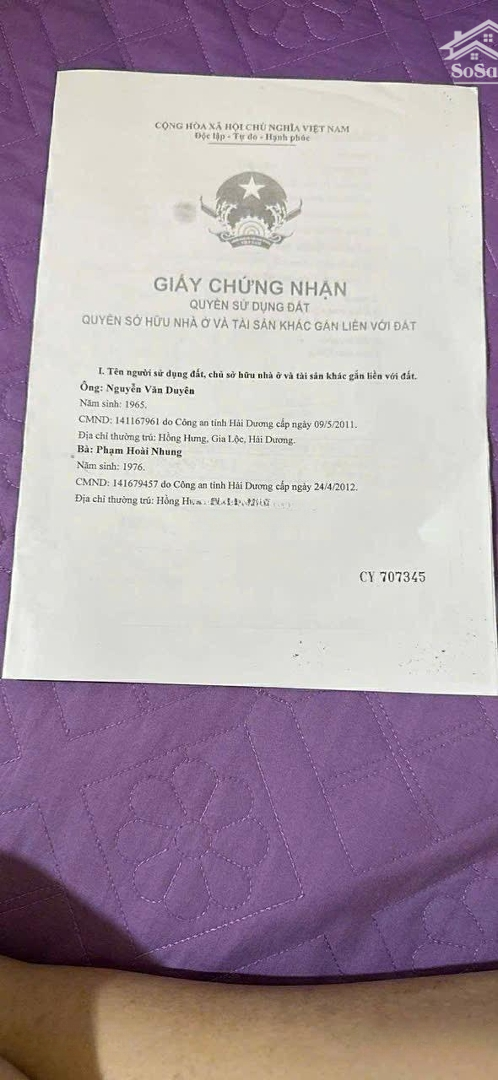 SoSa
CỘNG HÒA XÃ HỘI CHỦ NGHĨA VIỆT NAM
Độc lập - Tự do - Hạnh phúc
GIẤY CHỨNG NHẬN
QUYỀN SỬ DỤNG ĐẤT
QUYỀN SỞ HỮU NHÀ Ở VÀ TÀI SẢN KHÁC GẮN LIỀN VỚI ĐẤT
I. Tên người sử dụng đất, chủ sở hữu nhà ở và tài sản khác gắn liền với đất.
Ông: Nguyễn Văn Duyên
Năm sinh: 1965.
CMND: 141167961 do Công an tỉnh Hải Dương cấp ngày 09/5/2011.
Địa chỉ thường trú: Hồng Hưng, Gia Lộc, Hải Dương.
Bà: Phạm Hoài Nhung
Năm sinh: 1976.
CMND: 141679457 do Công an tỉnh Hải Dương cấp ngày 24/4/2012.
Địa chỉ thường trú: Hồng
CY 707345